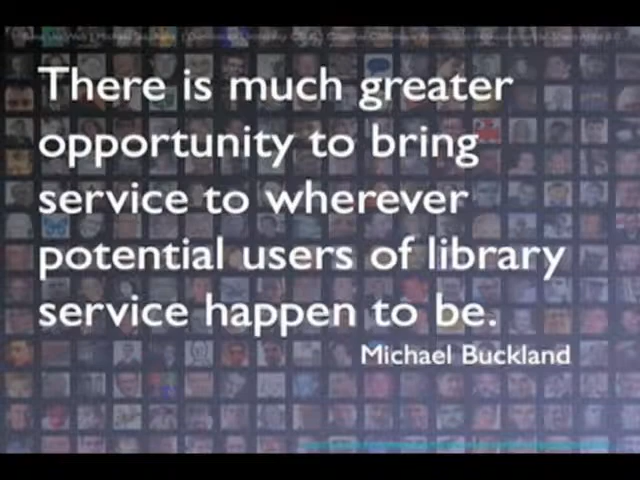 There is much greater
opportunity to bring
service to wherever
potential users of library
service happen to be.
Michael Buckland